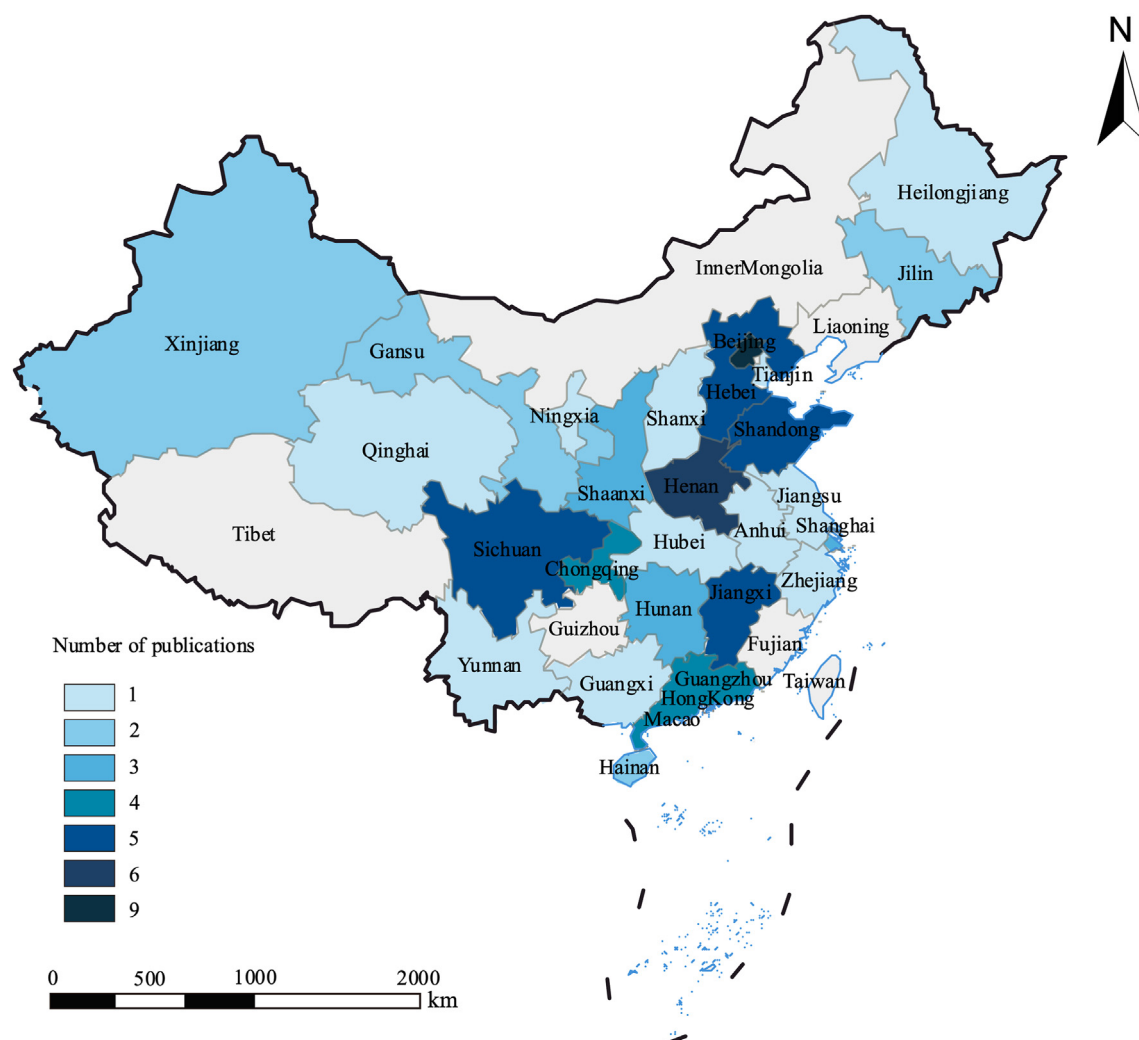 N
Heilongjiang
InnerMongolia
Jilin
Liaoning
Xinjiang
Gansu
Beijing
Tianjin
Hebei
Ningxia
Shanxi
Shandong
Qinghai
Shaanxi
Henan
Jiangsu
Tibet
Anhui
Shanghai
Sichuan
Hubei
Chongqing
Zhejiang
Jiangxi
Hunan
Guizhou
Fujian
Yunnan
Guangxi
Guangzhou
Taiwan
HongKong
Macao
Hainan
Number of publications
1
2
3
4
5
6
9
0 500 1000 2000
km